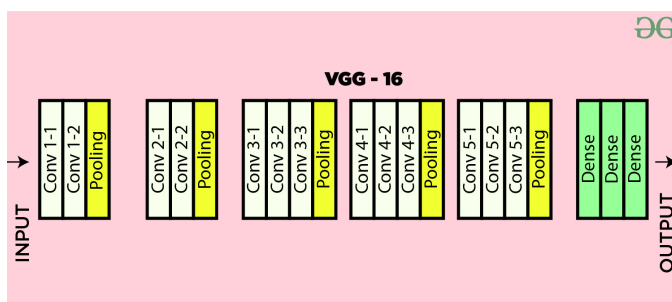 VGG - 16
Conv 1-1
Conv 1-2
Pooling
Conv 2-1
Conv 2-2
Pooling
Conv 3-1
Conv 3-2
Conv 3-3
Pooling
Conv 4-1
Conv 4-2
Conv 4-3
Pooling
Conv 5-1
Conv 5-2
Conv 5-3
Pooling
Dense
Dense
Dense
INPUT
OUTPUT